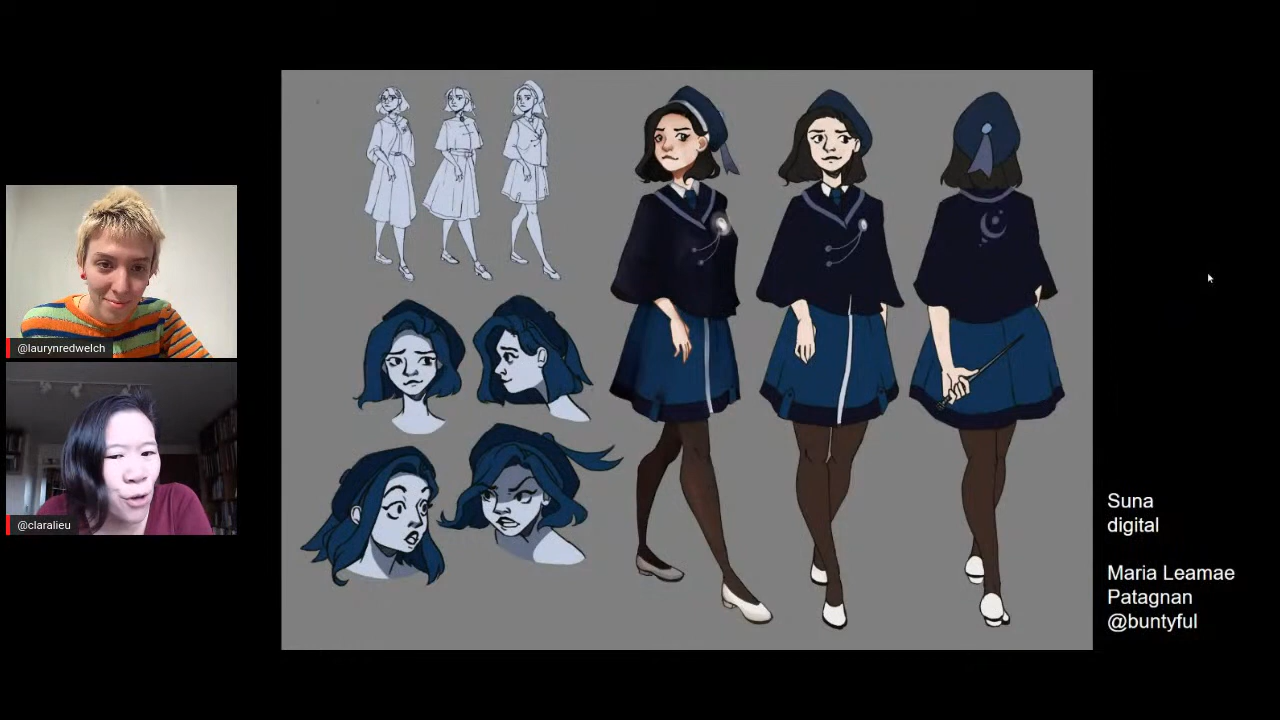 @laurynredwelch
@claralieu
Suna
digital
Maria Leamae
Patagnan
@buntyful